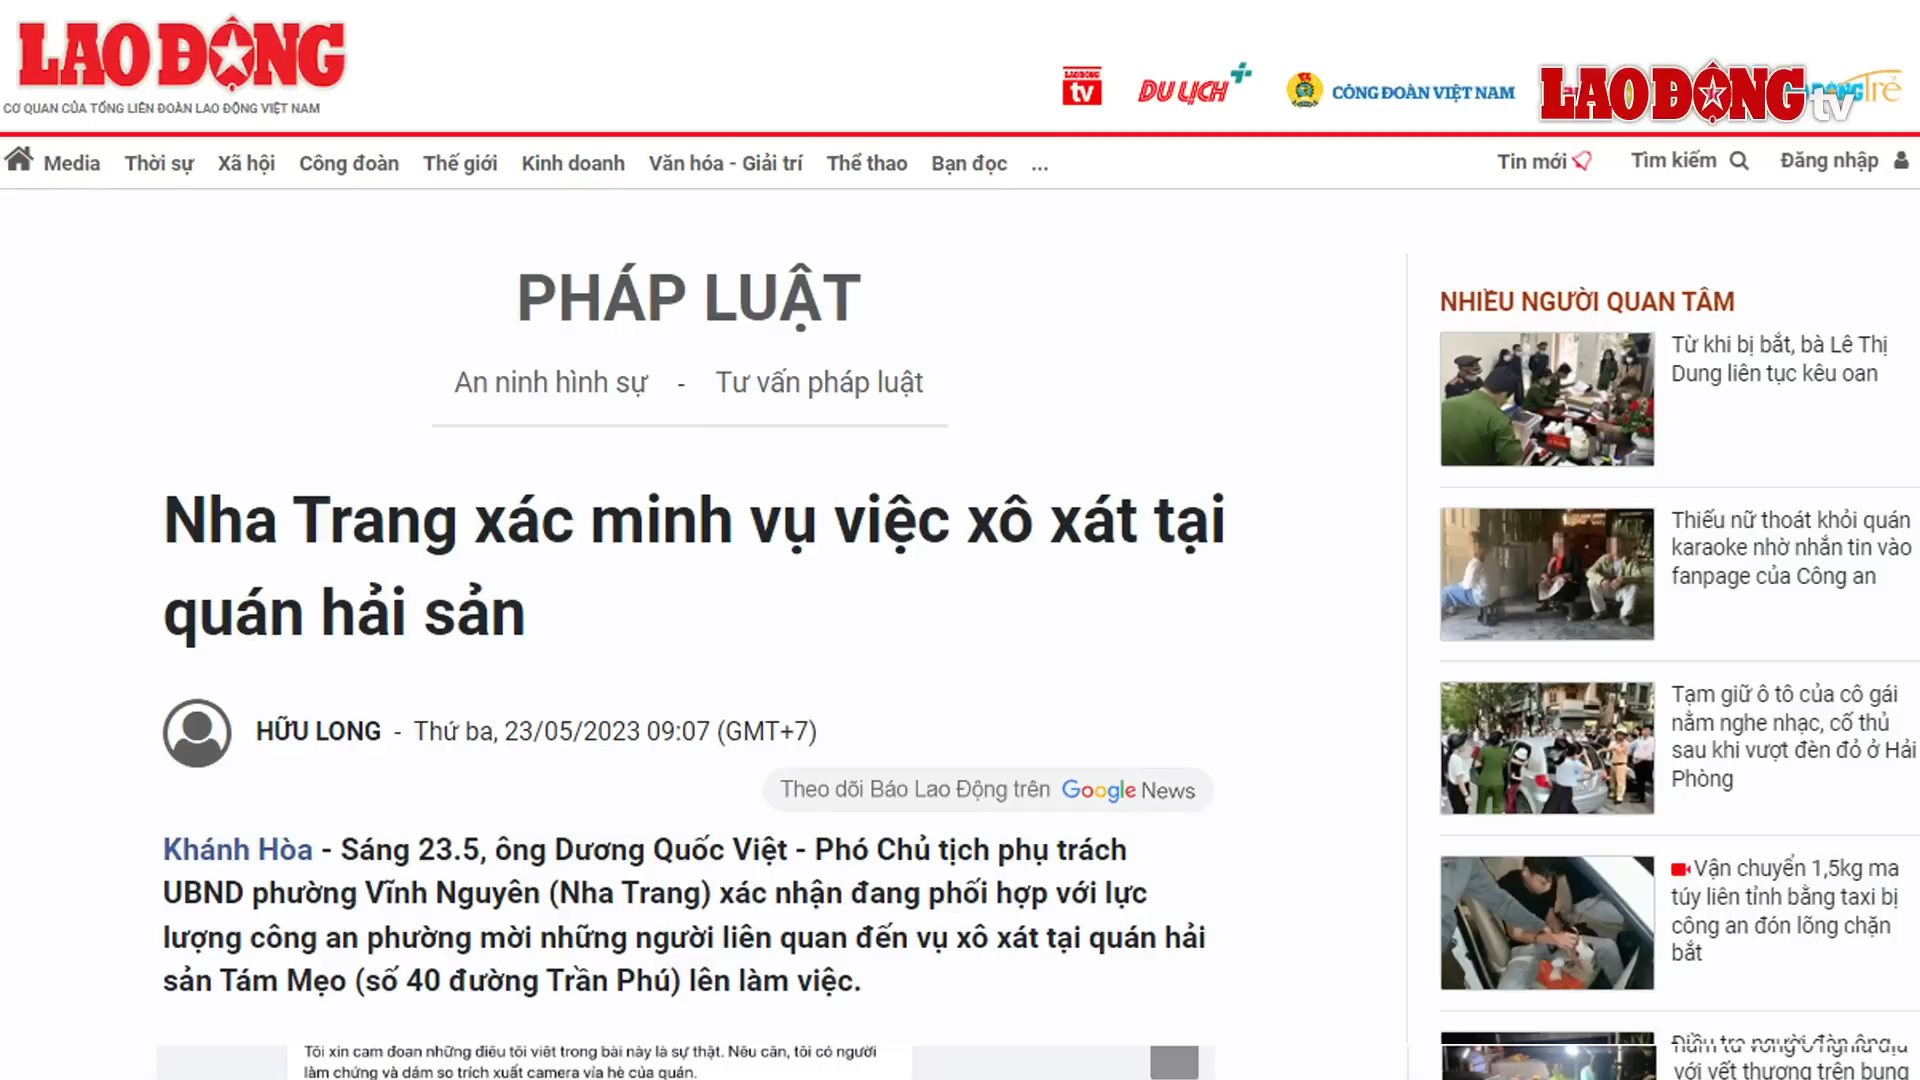 LAO ĐỘNG
CƠ QUAN CỦA TỔNG LIÊN ĐOÀN LAO ĐỘNG VIỆT NAM
LAO ĐỘNG
tv
DU LỊCH+
CÔNG ĐOÀN VIỆT NAM
LAO ĐỘNG tv
Trẻ
Media
Thời sự
Xã hội
Công đoàn
Thế giới
Kinh doanh
Văn hóa - Giải trí
Thể thao
Bạn đọc
...
Tin mới
Tìm kiếm
Đăng nhập
PHÁP LUẬT
An ninh hình sự - Tư vấn pháp luật
Nha Trang xác minh vụ việc xô xát tại
quán hải sản
HỮU LONG - Thứ ba, 23/05/2023 09:07 (GMT+7)
Theo dõi Báo Lao Động trên Google News
Khánh Hòa - Sáng 23.5, ông Dương Quốc Việt - Phó Chủ tịch phụ trách
UBND phường Vĩnh Nguyên (Nha Trang) xác nhận đang phối hợp với lực
lượng công an phường mời những người liên quan đến vụ xô xát tại quán hải
sản Tám Mẹo (số 40 đường Trần Phú) lên làm việc.
Tôi xin cam đoan những điều tôi viết trong bài này là sự thật. Nếu cần, tôi có người
làm chứng và dám so trích xuất camera vỉa hè của quán.
NHIỀU NGƯỜI QUAN TÂM
Từ khi bị bắt, bà Lê Thị
Dung liên tục kêu oan
Thiếu nữ thoát khỏi quán
karaoke nhờ nhắn tin vào
fanpage của Công an
Tạm giữ ô tô của cô gái
nằm nghe nhạc, cố thủ
sau khi vượt đèn đỏ ở Hải
Phòng
Vận chuyển 1,5kg ma
túy liên tỉnh bằng taxi bị
công an đón lõng chặn
bắt
với vết thương trên bụng